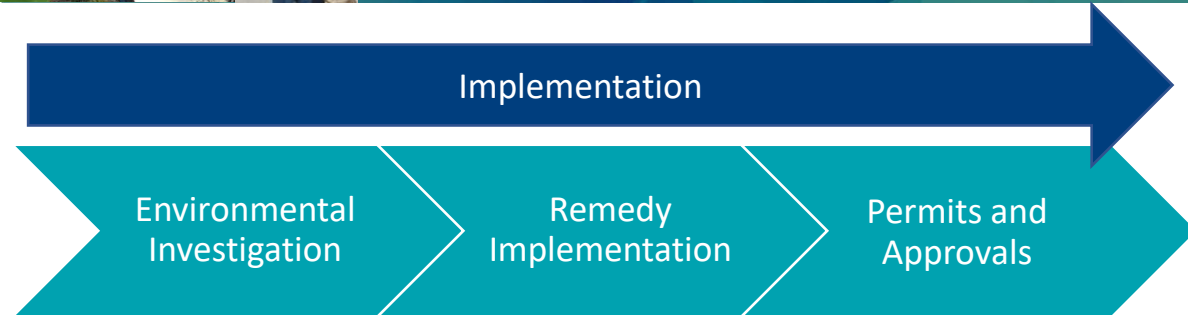 Implementation
Environmental
Investigation
Remedy
Implementation
Permits and
Approvals